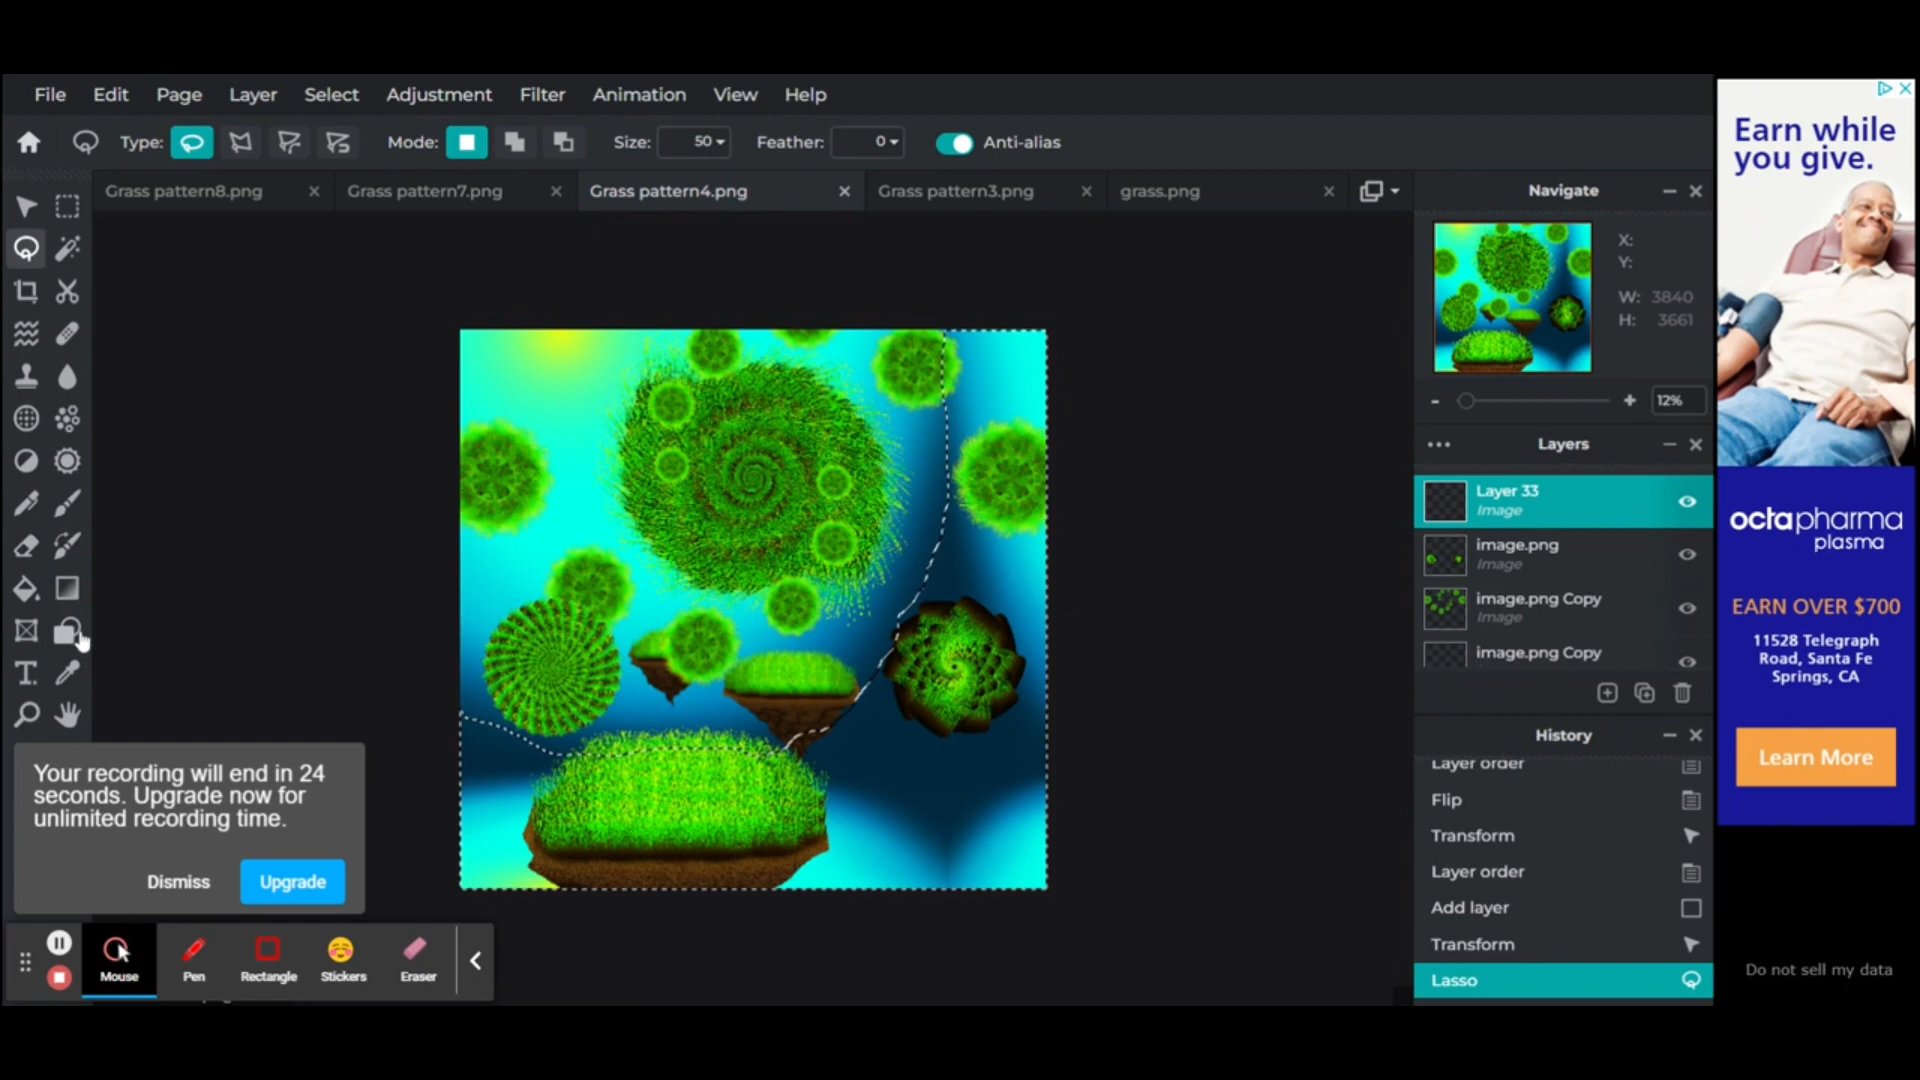 File Edit Page Layer Select Adjustment Filter Animation View Help
Type: Mode: Size: 50 Feather: 0 Anti-alias
Grass pattern8.png Grass pattern7.png Grass pattern4.png Grass pattern3.png grass.png
Navigate
X:
Y:
W: 3840
H: 3661
12%
Layers
Layer 33
Image
image.png
Image
image.png Copy
Image
image.png Copy
History
Layer order
Flip
Transform
Layer order
Add layer
Transform
Lasso
Your recording will end in 24
seconds. Upgrade now for
unlimited recording time.
Dismiss Upgrade
Mouse Pen Rectangle Stickers Eraser
Earn while
you give.
octapharma
plasma
EARN OVER $700
11528 Telegraph
Road, Santa Fe
Springs, CA
Learn More
Do not sell my data